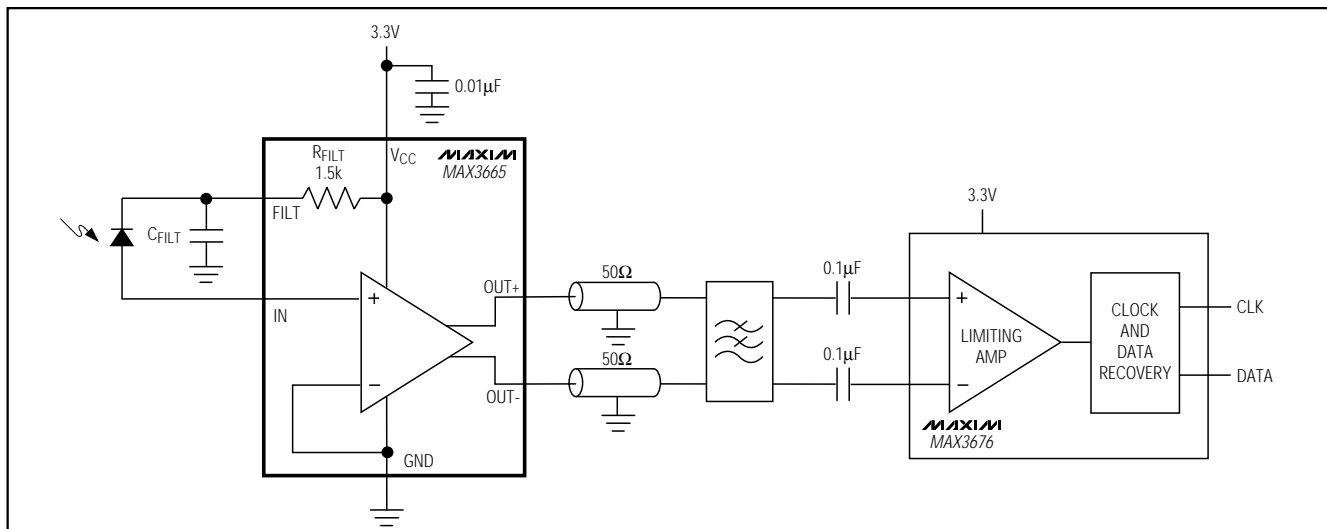 3.3V
0.01µF
RFILT
1.5k
VCC
MAXIM
MAX3665
FILT
CFILT
IN
+
−
OUT+
OUT-
GND
50Ω
50Ω
0.1µF
0.1µF
3.3V
+
−
LIMITING
AMP
CLOCK
AND
DATA
RECOVERY
CLK
DATA
MAXIM
MAX3676